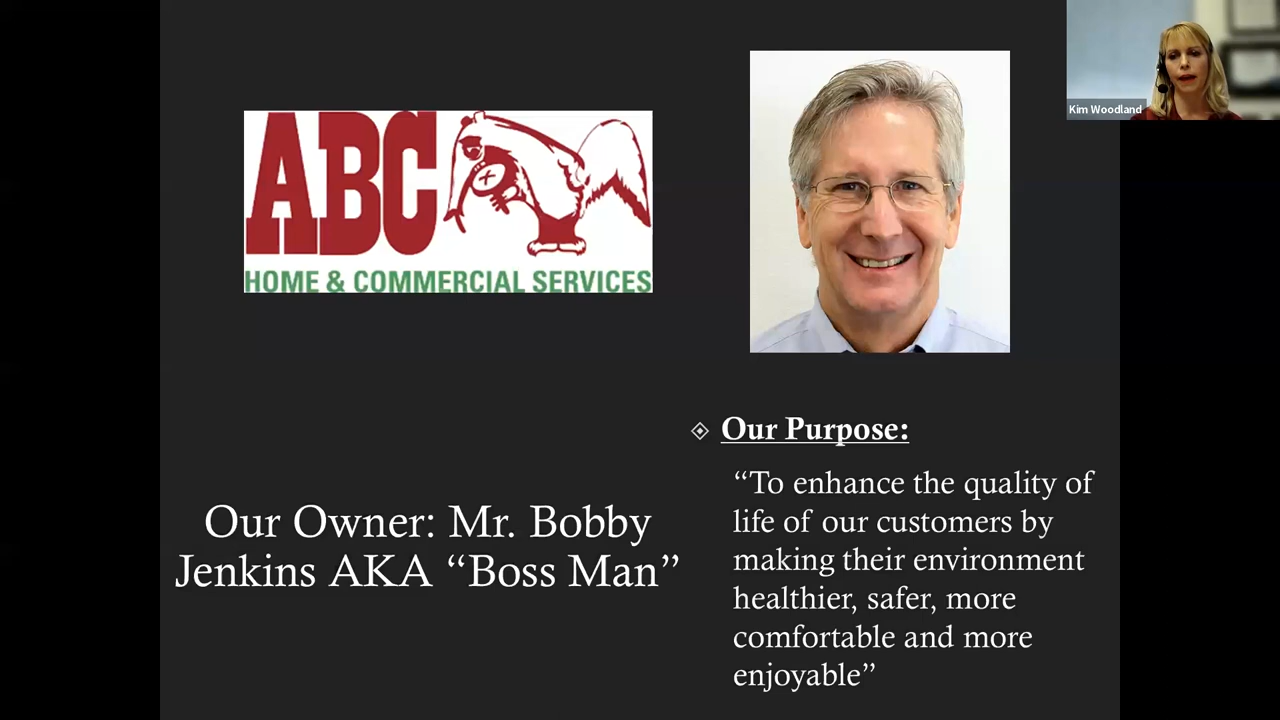 Kim Woodland
ABC
HOME & COMMERCIAL SERVICES
Our Owner: Mr. Bobby
Jenkins AKA “Boss Man”
Our Purpose:
“To enhance the quality of
life of our customers by
making their environment
healthier, safer, more
comfortable and more
enjoyable”